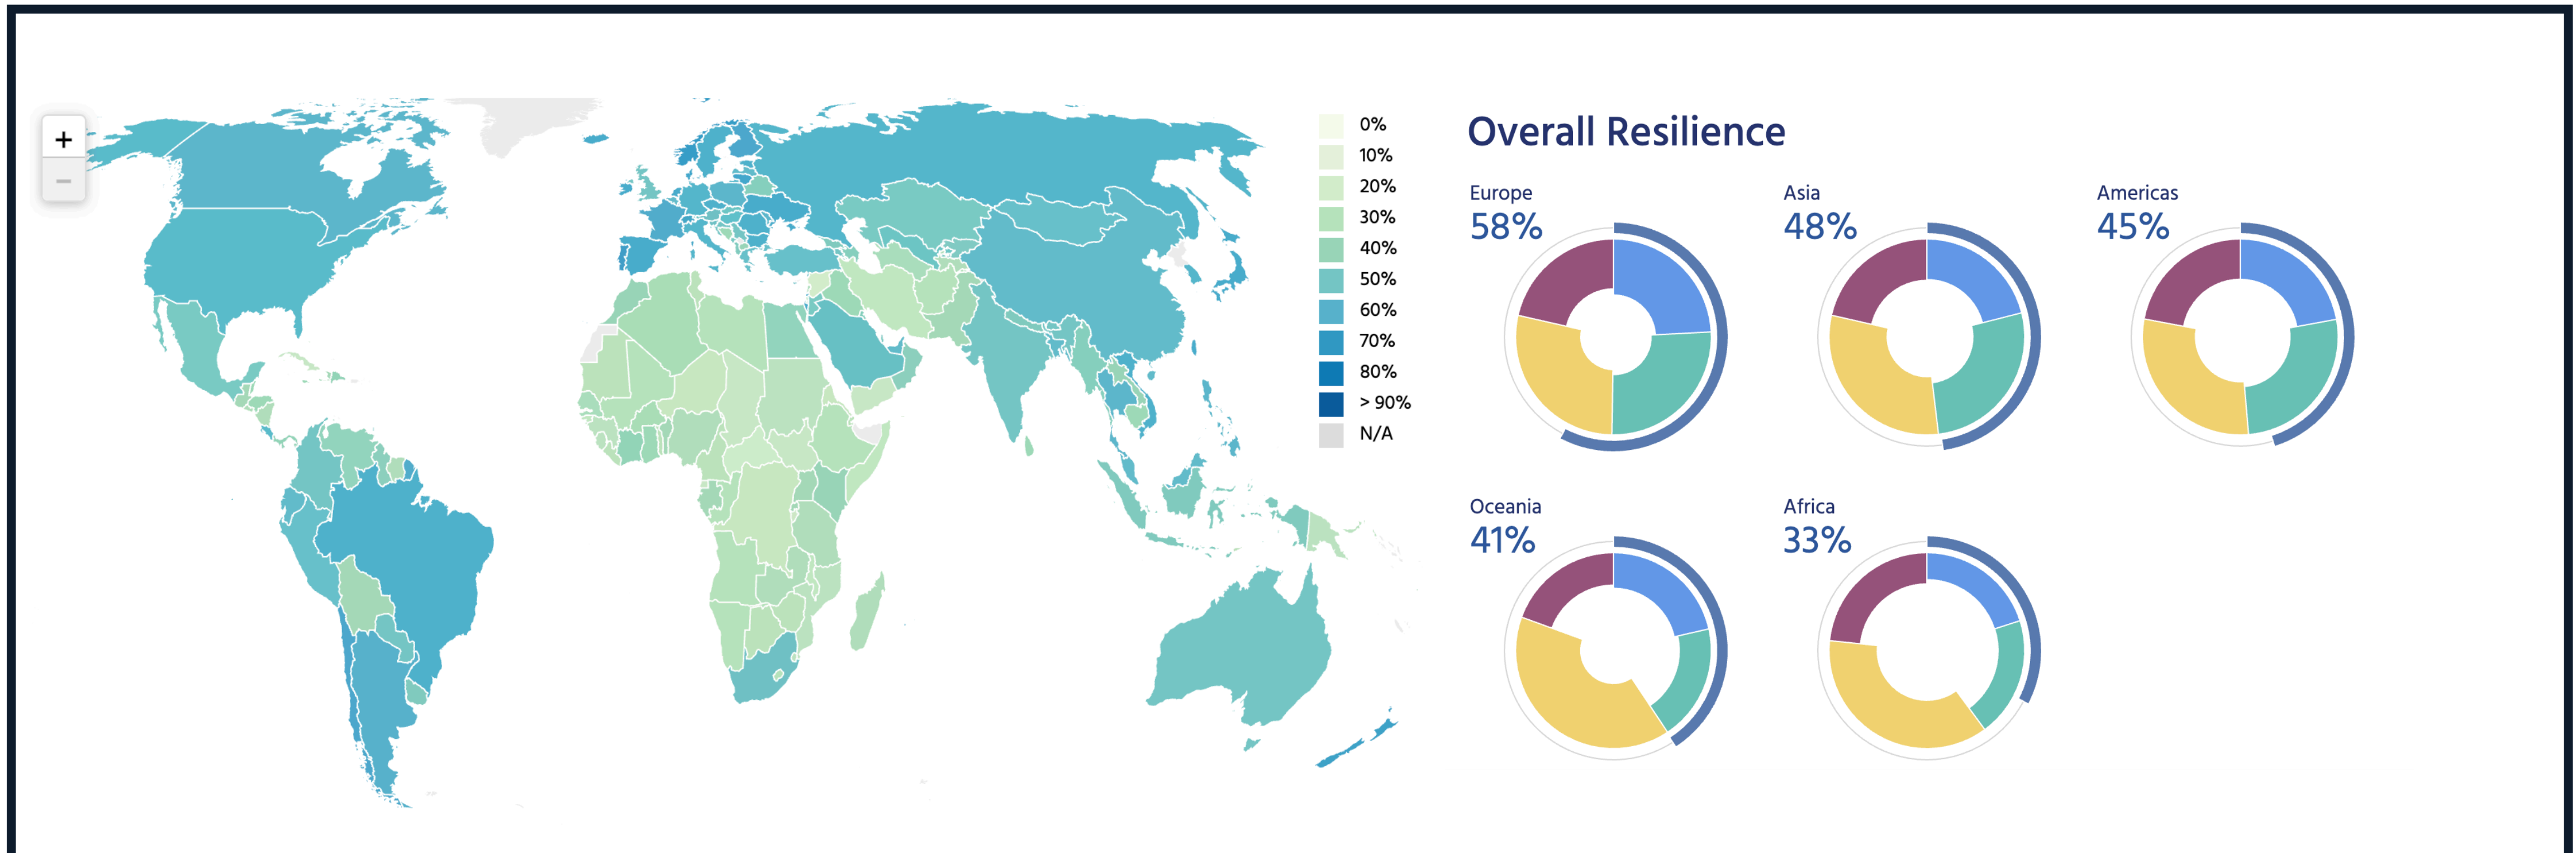 +
−
0%
10%
20%
30%
40%
50%
60%
70%
80%
> 90%
N/A
Overall Resilience
Europe
58%
Asia
48%
Americas
45%
Oceania
41%
Africa
33%